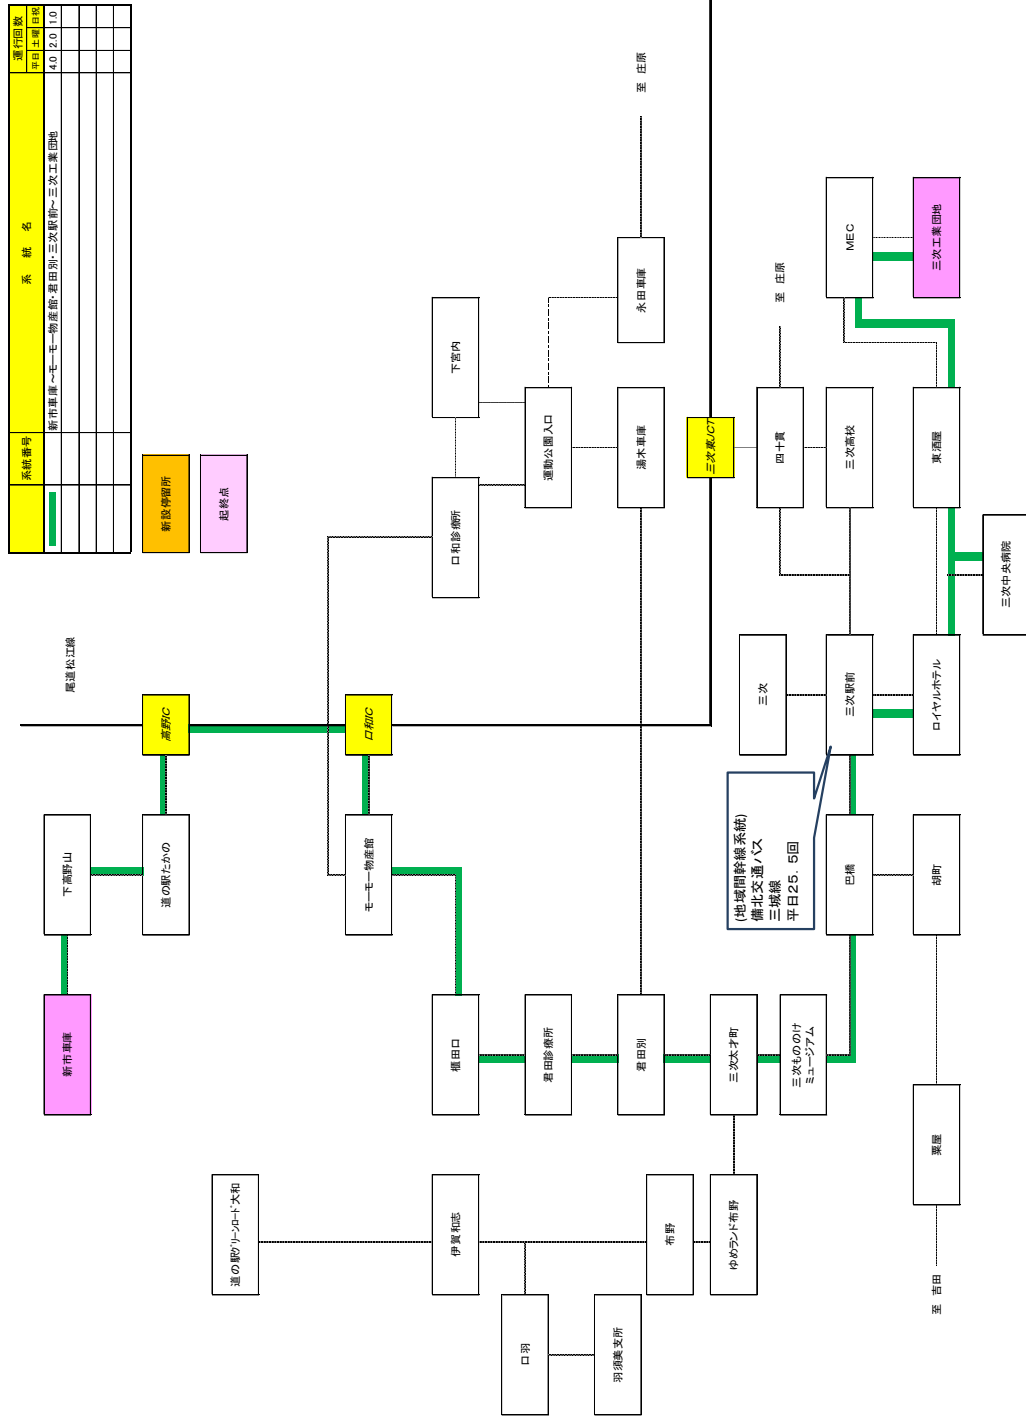 系統番号 系 統 名 運行回数
平日 土曜 日祝
新市車庫～モーモー物産館・君田別・三次駅前～三次工業団地 4.0 2.0 1.0
新設停留所
起終点
尾道松江線
新市車庫
下高野山
道の駅たかの
高野IC
口和IC
モーモー物産館
口和診療所
下宮内
運動公園入口
湯木車庫
永田車庫
至 庄原
櫃田口
君田診療所
君田別
三次太才町
三次もののけ
ミュージアム
道の駅グリーンロード大和
伊賀和志
口羽
羽須美支所
布野
ゆめランド布野
(地域間幹線系統)
備北交通バス
三城線
平日25．5回
三次
三次駅前
巴橋
胡町
粟屋
至 吉田
ロイヤルホテル
三次中央病院
東酒屋
三次東JCT
四十貫
三次高校
至 庄原
MEC
三次工業団地